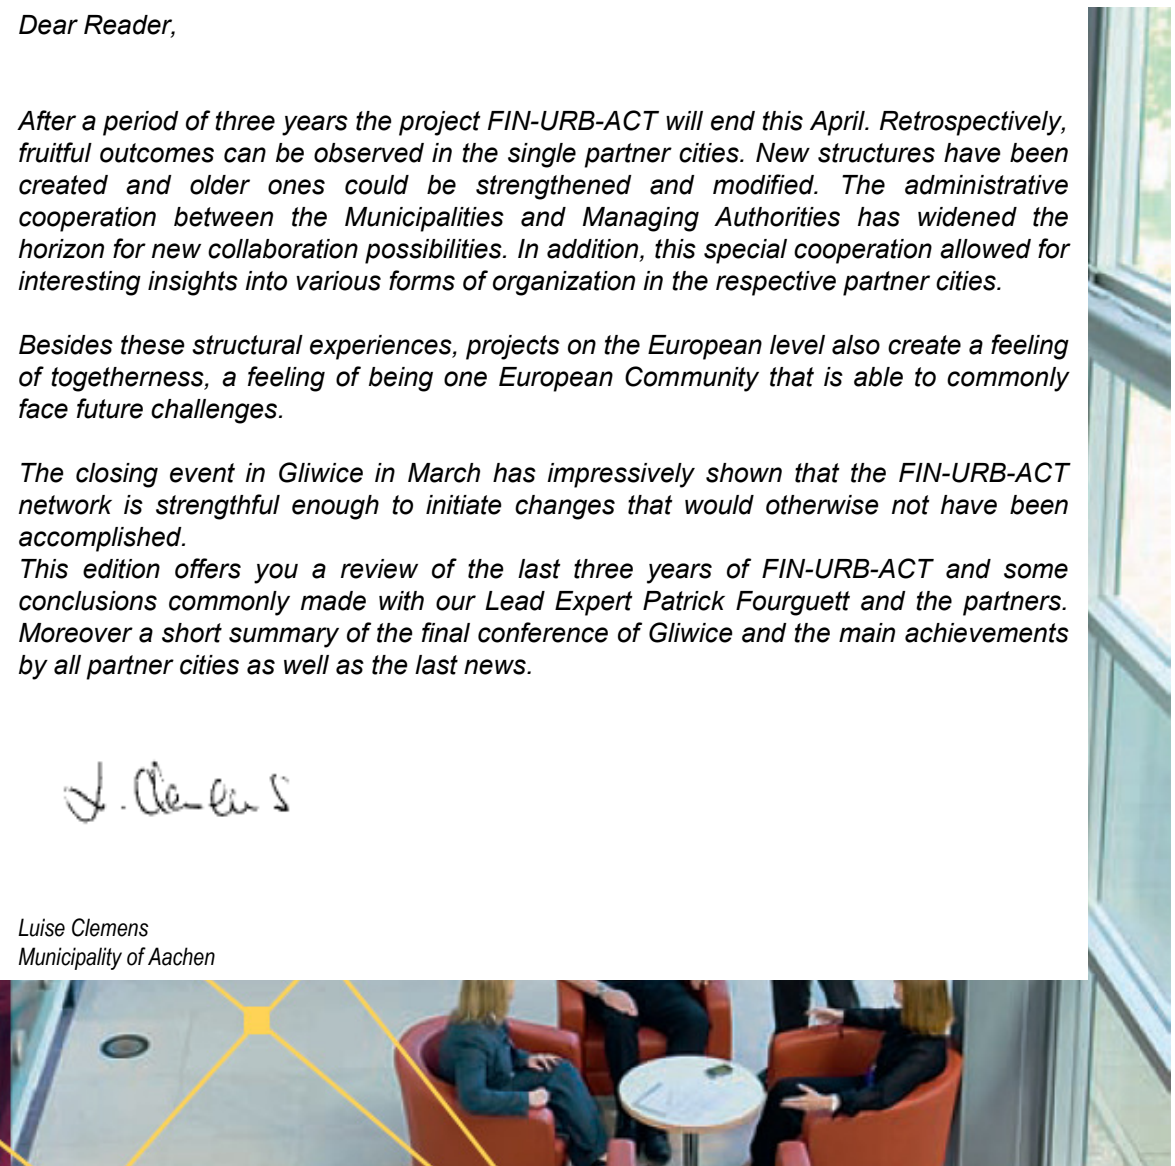 Dear Reader,
After a period of three years the project FIN-URB-ACT will end this April. Retrospectively,
fruitful outcomes can be observed in the single partner cities. New structures have been
created and older ones could be strengthened and modified. The administrative
cooperation between the Municipalities and Managing Authorities has widened the
horizon for new collaboration possibilities. In addition, this special cooperation allowed for
interesting insights into various forms of organization in the respective partner cities.
Besides these structural experiences, projects on the European level also create a feeling
of togetherness, a feeling of being one European Community that is able to commonly
face future challenges.
The closing event in Gliwice in March has impressively shown that the FIN-URB-ACT
network is strengthful enough to initiate changes that would otherwise not have been
accomplished.
This edition offers you a review of the last three years of FIN-URB-ACT and some
conclusions commonly made with our Lead Expert Patrick Fourguett and the partners.
Moreover a short summary of the final conference of Gliwice and the main achievements
by all partner cities as well as the last news.
L. Clemens
Luise Clemens
Municipality of Aachen